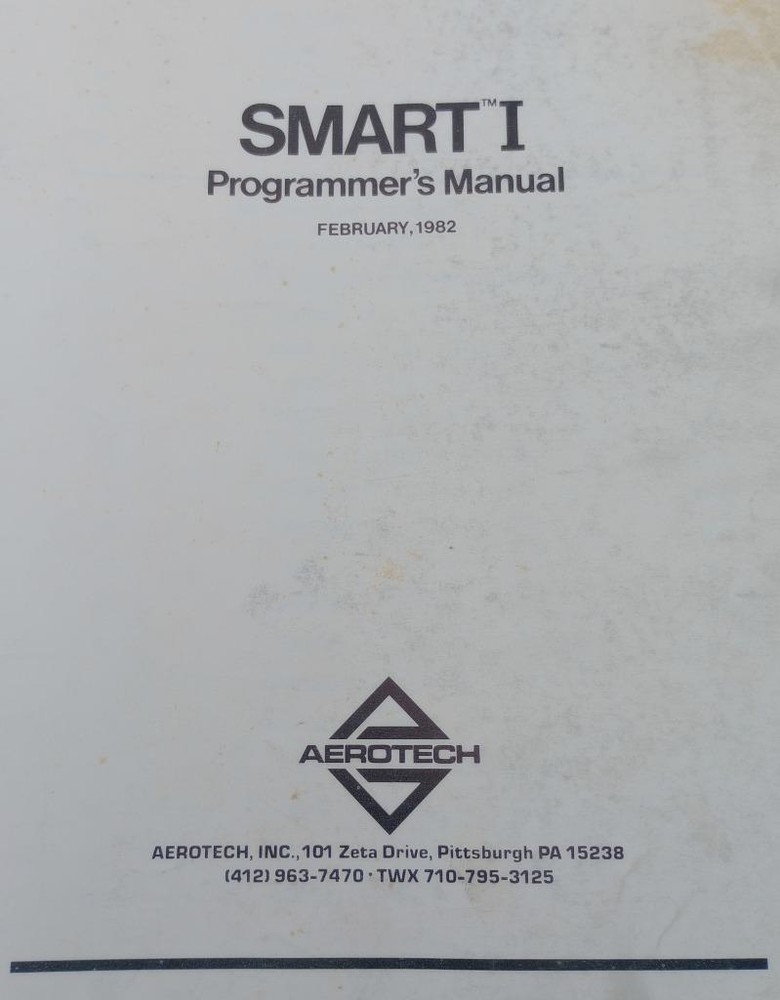 SMART™ I
Programmer's Manual
FEBRUARY, 1982
AEROTECH
AEROTECH, INC., 101 Zeta Drive, Pittsburgh PA 15238
(412) 963-7470 · TWX 710-795-3125